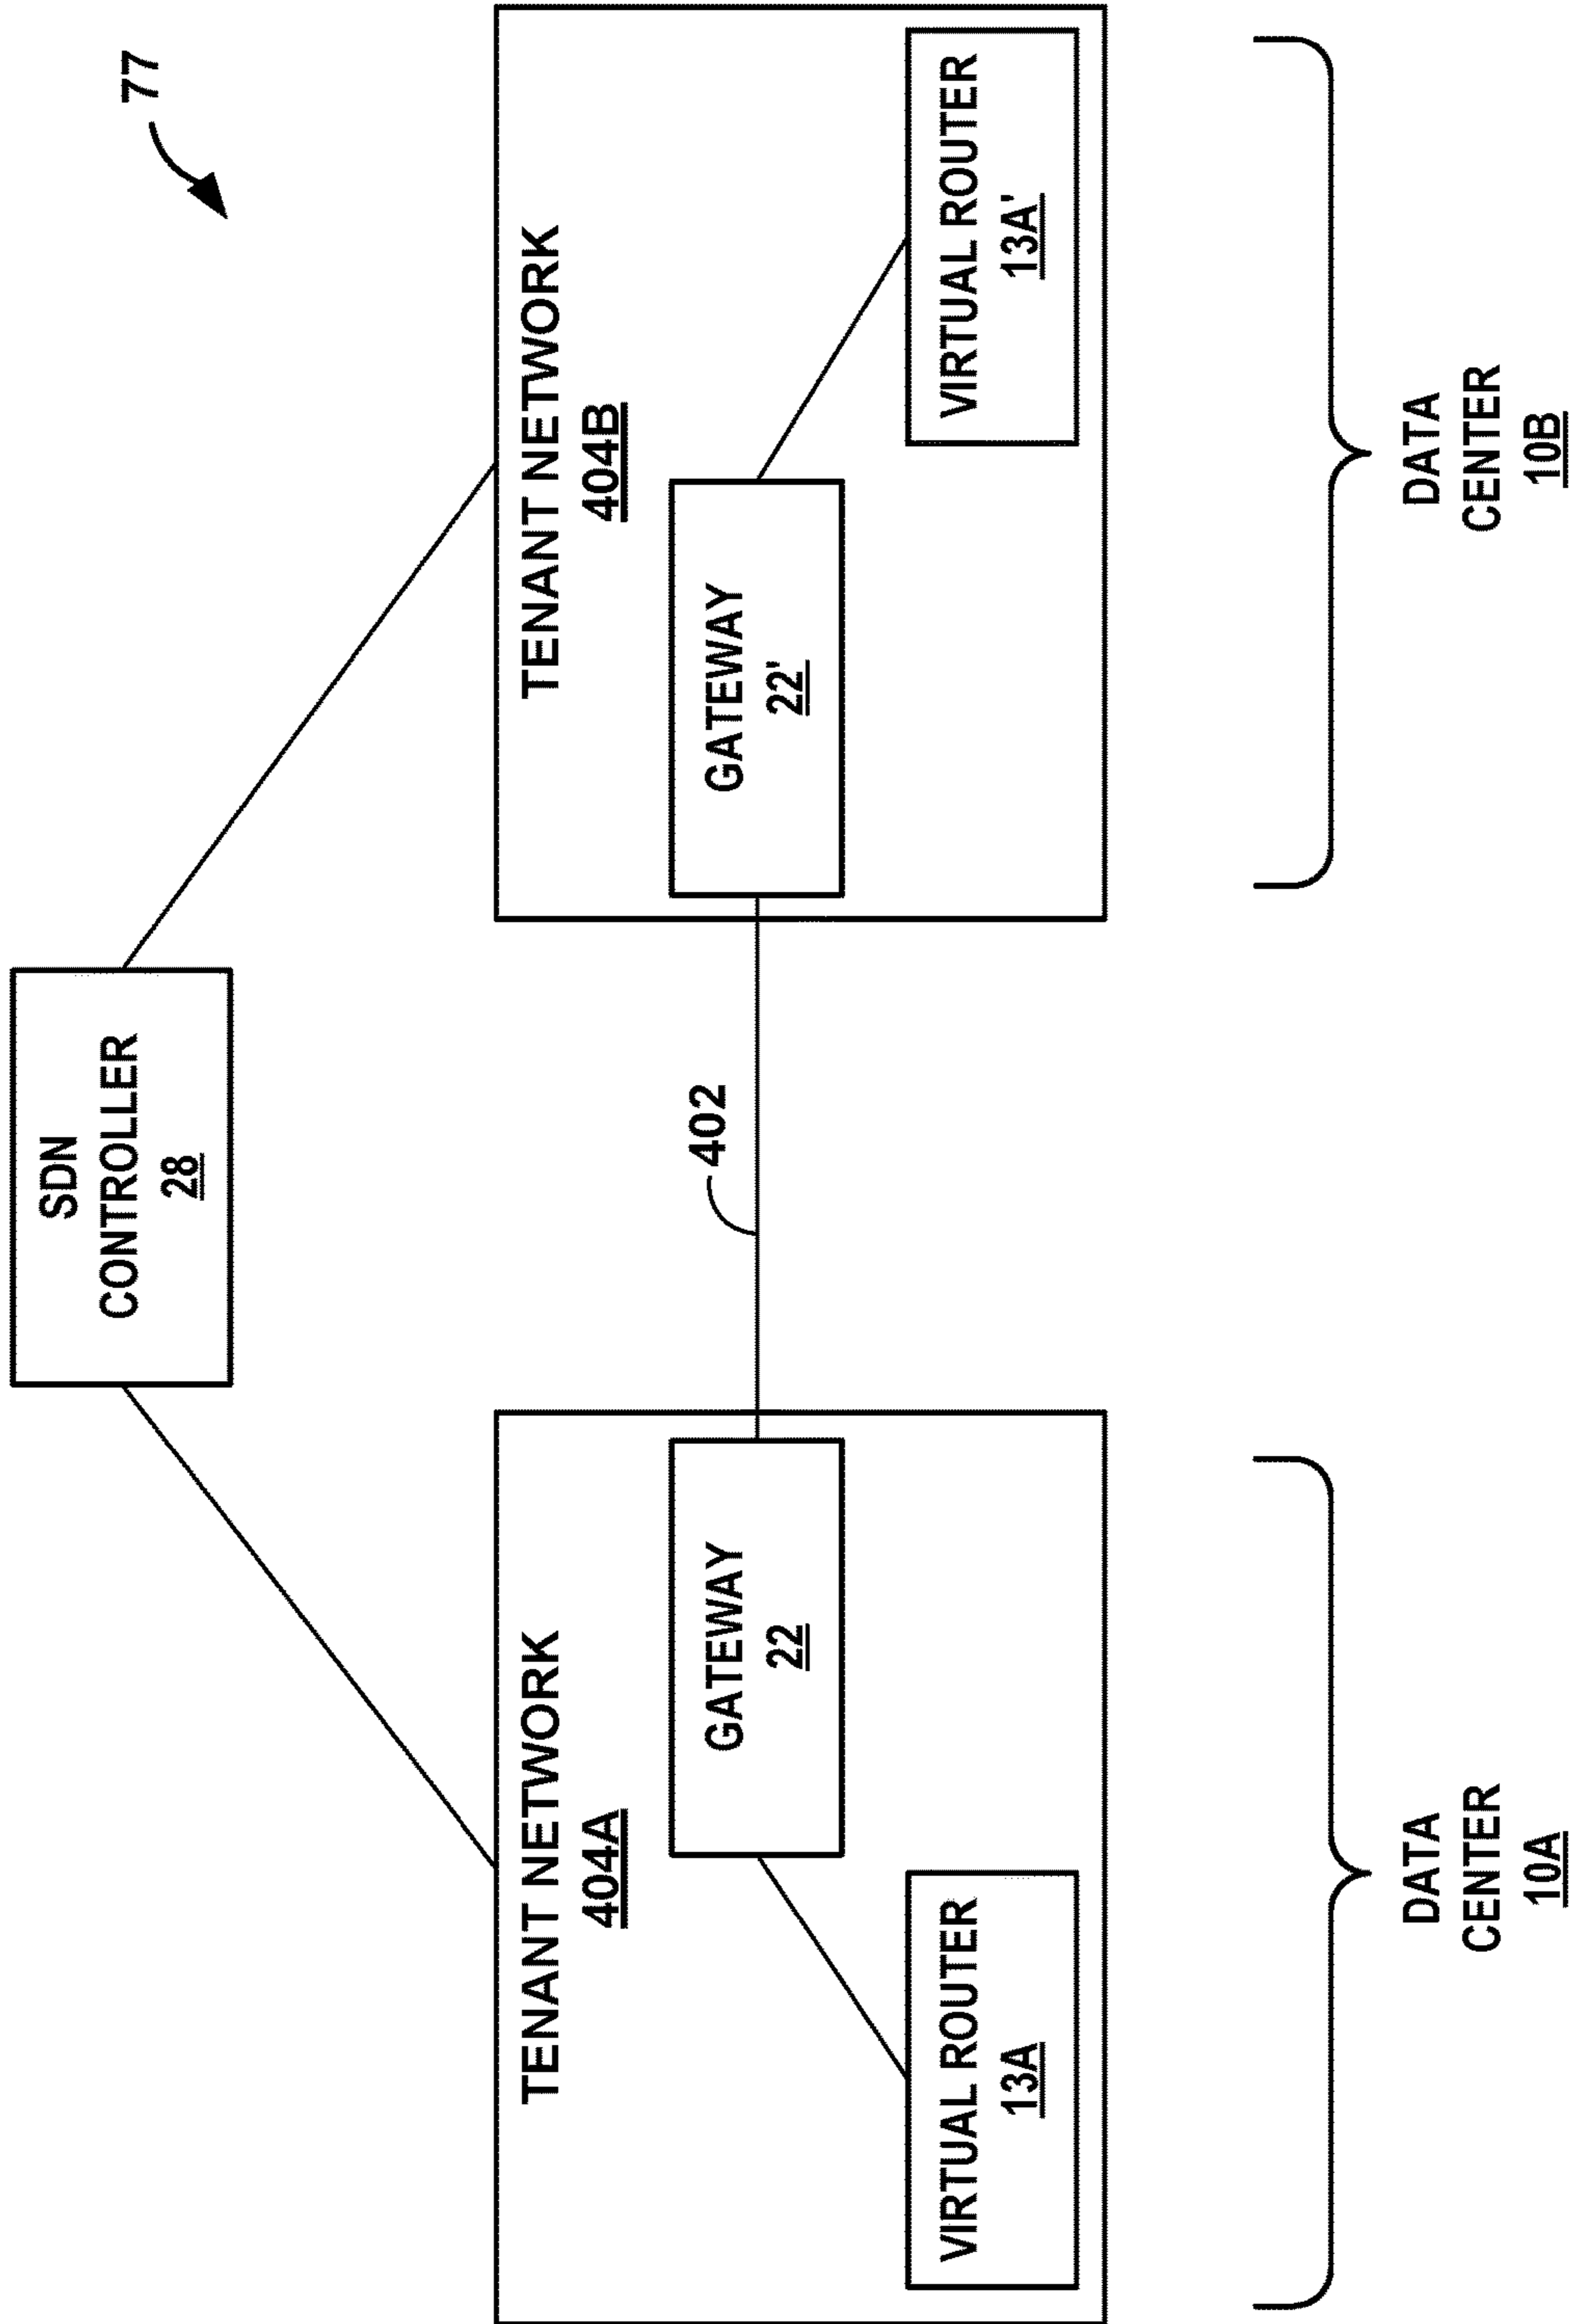 77
SDN
CONTROLLER
28
TENANT NETWORK
404A
GATEWAY
22
VIRTUAL ROUTER
13A
402
TENANT NETWORK
404B
GATEWAY
22'
VIRTUAL ROUTER
13A'
DATA
CENTER
10A
DATA
CENTER
10B